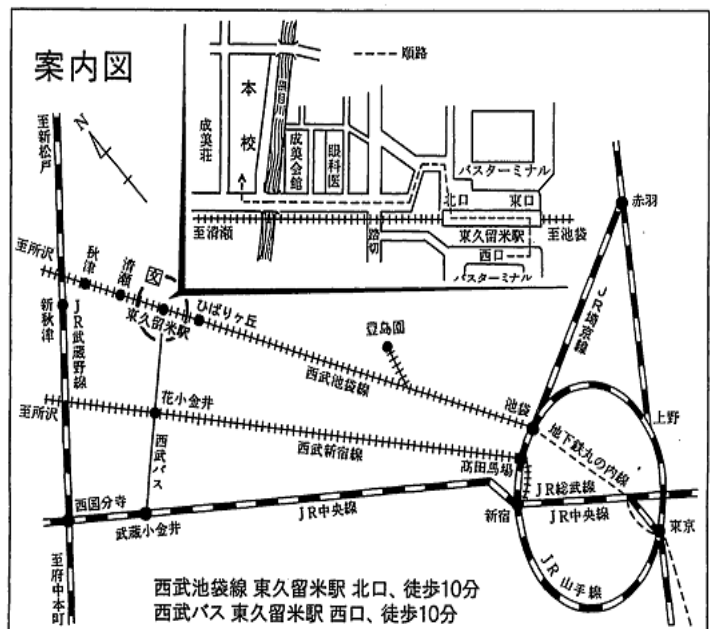 案内図
順路
本校
黒目川
成美荘
成美会館
眼科医
バスターミナル
北口
東口
至清瀬
踏切
東久留米駅
至池袋
西口
バスターミナル
N
至新松戸
至所沢
秋津
清瀬
図
東久留米駅
ひばりヶ丘
新秋津
JR武蔵野線
豊島園
西武池袋線
赤羽
JR埼京線
池袋
上野
至所沢
花小金井
西武バス
西武新宿線
高田馬場
地下鉄丸の内線
西国分寺
武蔵小金井
JR中央線
新宿
JR総武線
JR中央線
東京
JR山手線
至府中本町
西武池袋線 東久留米駅 北口、徒歩10分
西武バス 東久留米駅 西口、徒歩10分